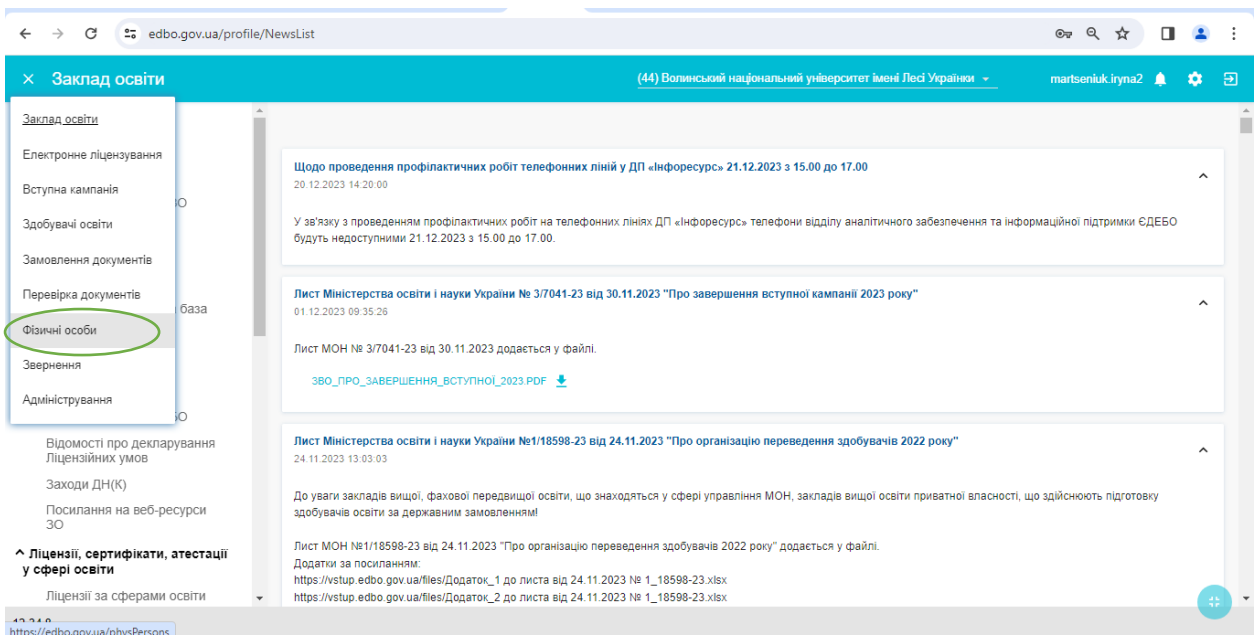 edbo.gov.ua/profile/NewsList
Заклад освіти
(44) Волинський національний університет імені Лесі Українки
martseniuk.iryna2
Заклад освіти
Електронне ліцензування
Вступна кампанія
Здобувачі освіти
Замовлення документів
Перевірка документів
Фізичні особи
Звернення
Адміністрування
ЗО
база
БО
Відомості про декларування
Ліцензійних умов
Заходи ДН(К)
Посилання на веб-ресурси
ЗО
Ліцензії, сертифікати, атестації
у сфері освіти
Ліцензії за сферами освіти
Щодо проведення профілактичних робіт телефонних ліній у ДП «Інфоресурс» 21.12.2023 з 15.00 до 17.00
20.12.2023 14:20:00
У зв'язку з проведенням профілактичних робіт на телефонних лініях ДП «Інфоресурс» телефони відділу аналітичного забезпечення та інформаційної підтримки ЄДЕБО
будуть недоступними 21.12.2023 з 15.00 до 17.00.
Лист Міністерства освіти і науки України № 3/7041-23 від 30.11.2023 "Про завершення вступної кампанії 2023 року"
01.12.2023 09:35:26
Лист МОН № 3/7041-23 від 30.11.2023 додається у файлі.
ЗВО_ПРО_ЗАВЕРШЕННЯ_ВСТУПНОЇ_2023.PDF
Лист Міністерства освіти і науки України №1/18598-23 від 24.11.2023 "Про організацію переведення здобувачів 2022 року"
24.11.2023 13:03:03
До уваги закладів вищої, фахової передвищої освіти, що знаходяться у сфері управління МОН, закладів вищої освіти приватної власності, що здійснюють підготовку
здобувачів освіти за державним замовленням!
Лист МОН №1/18598-23 від 24.11.2023 "Про організацію переведення здобувачів 2022 року" додається у файлі.
Додатки за посиланням:
https://vstup.edbo.gov.ua/files/Додаток_1 до листа від 24.11.2023 № 1_18598-23.xlsx
https://vstup.edbo.gov.ua/files/Додаток_2 до листа від 24.11.2023 № 1_18598-23.xlsx
https://edbo.gov.ua/physPersons